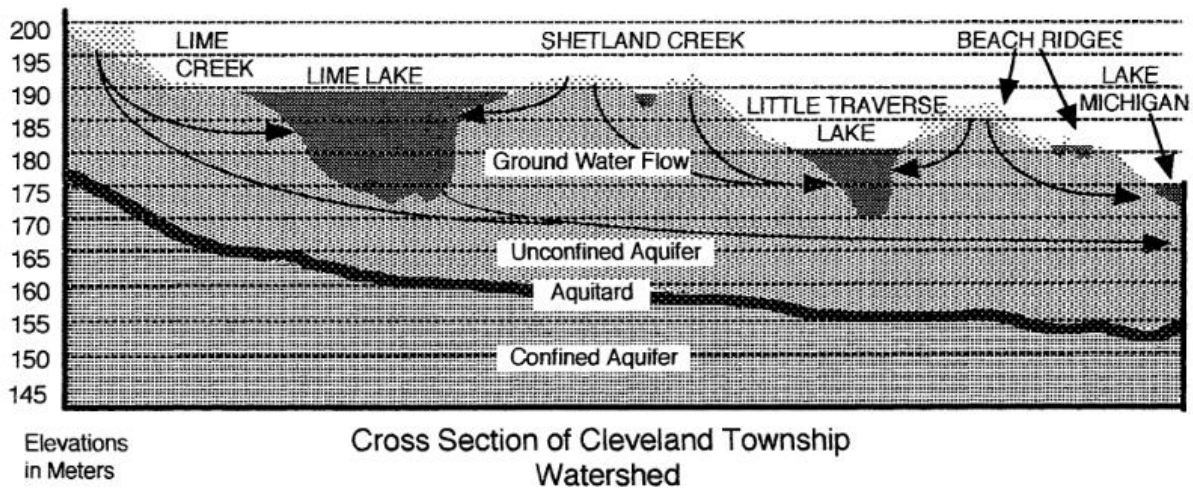 200
195
190
185
180
175
170
165
160
155
150
145
LIME
CREEK
LIME LAKE
SHETLAND CREEK
LITTLE TRAVERSE
LAKE
BEACH RIDGES
LAKE
MICHIGAN
Ground Water Flow
Unconfined Aquifer
Aquitard
Confined Aquifer
Elevations
in Meters
Cross Section of Cleveland Township
Watershed